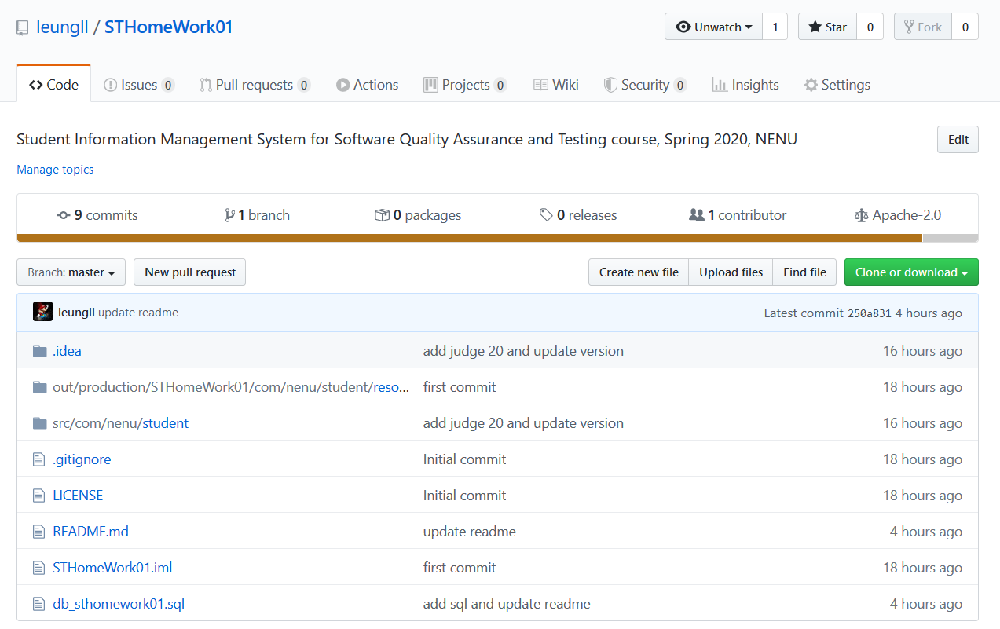 leungll / STHomeWork01
Unwatch 1 Star 0 Fork 0
Code Issues 0 Pull requests 0 Actions Projects 0 Wiki Security 0 Insights Settings
Student Information Management System for Software Quality Assurance and Testing course, Spring 2020, NENU Edit
Manage topics
9 commits 1 branch 0 packages 0 releases 1 contributor Apache-2.0
Branch: master New pull request Create new file Upload files Find file Clone or download
leungll update readme Latest commit 250a831 4 hours ago
.idea add judge 20 and update version 16 hours ago
out/production/STHomeWork01/com/nenu/student/reso... first commit 18 hours ago
src/com/nenu/student add judge 20 and update version 16 hours ago
.gitignore Initial commit 18 hours ago
LICENSE Initial commit 18 hours ago
README.md update readme 4 hours ago
STHomeWork01.iml first commit 18 hours ago
db_sthomework01.sql add sql and update readme 4 hours ago